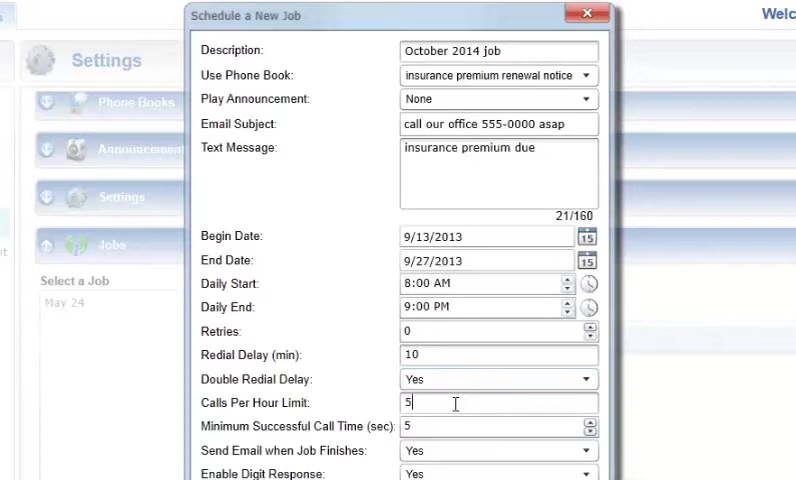 Schedule a New Job
Welc
Settings
Phone Books
Announcement
Settings
Jobs
Select a Job
May 24
Description: October 2014 job
Use Phone Book: insurance premium renewal notice
Play Announcement: None
Email Subject: call our office 555-0000 asap
Text Message: insurance premium due
21/160
Begin Date: 9/13/2013 15
End Date: 9/27/2013 15
Daily Start: 8:00 AM
Daily End: 9:00 PM
Retries: 0
Redial Delay (min): 10
Double Redial Delay: Yes
Calls Per Hour Limit: 5
Minimum Successful Call Time (sec): 5
Send Email when Job Finishes: Yes
Enable Digit Response: Yes